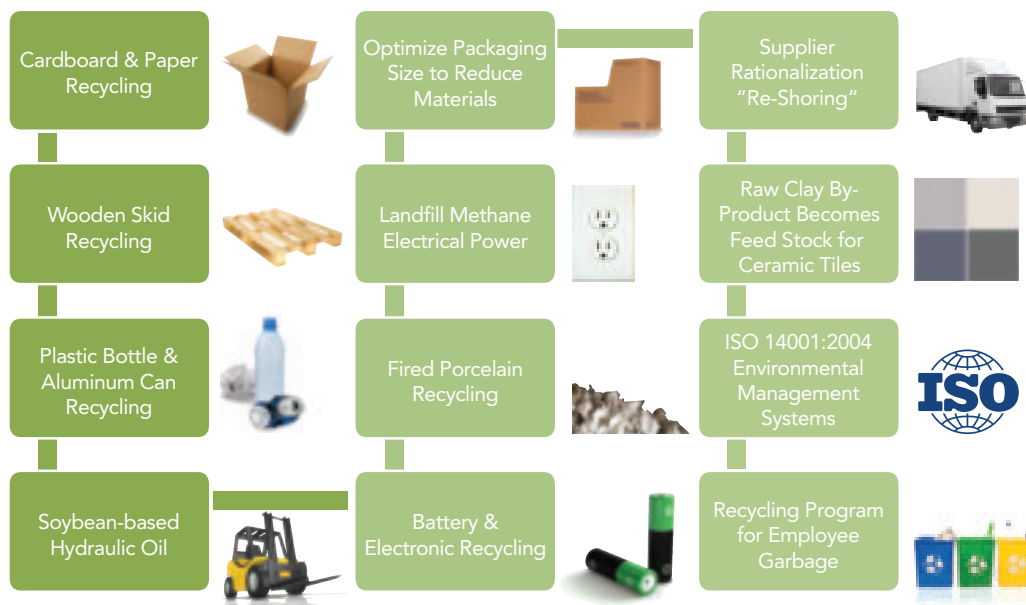 Cardboard & Paper
Recycling
Wooden Skid
Recycling
Plastic Bottle &
Aluminum Can
Recycling
Soybean-based
Hydraulic Oil
Optimize Packaging
Size to Reduce
Materials
Landfill Methane
Electrical Power
Fired Porcelain
Recycling
Battery &
Electronic Recycling
Supplier
Rationalization
“Re-Shoring”
Raw Clay By-
Product Becomes
Feed Stock for
Ceramic Tiles
ISO 14001:2004
Environmental
Management
Systems
ISO
Recycling Program
for Employee
Garbage